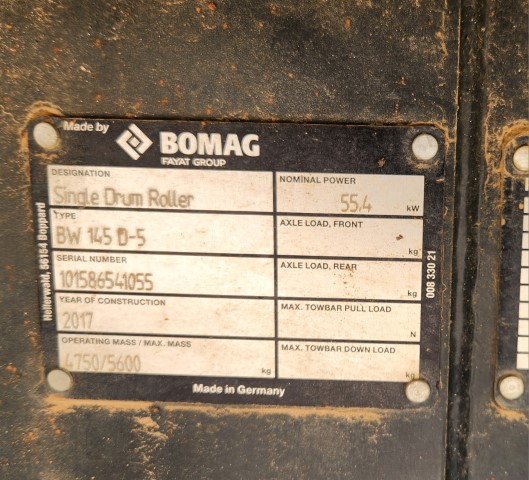 Made by BOMAG
FAYAT GROUP
DESIGNATION
Single Drum Roller
NOMINAL POWER
55,4 kW
TYPE
BW 145 D-5
AXLE LOAD, FRONT
kg
SERIAL NUMBER
101586541055
AXLE LOAD, REAR
kg
YEAR OF CONSTRUCTION
2017
MAX. TOWBAR PULL LOAD
N
OPERATING MASS / MAX. MASS
4750/5600 kg
MAX. TOWBAR DOWN LOAD
kg
Made in Germany
Hellerwald, 56154 Boppard
008 330 21